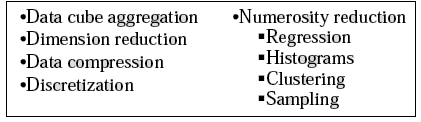 •Data cube aggregation
•Dimension reduction
•Data compression
•Discretization
•Numerosity reduction
▪Regression
▪Histograms
▪Clustering
▪Sampling